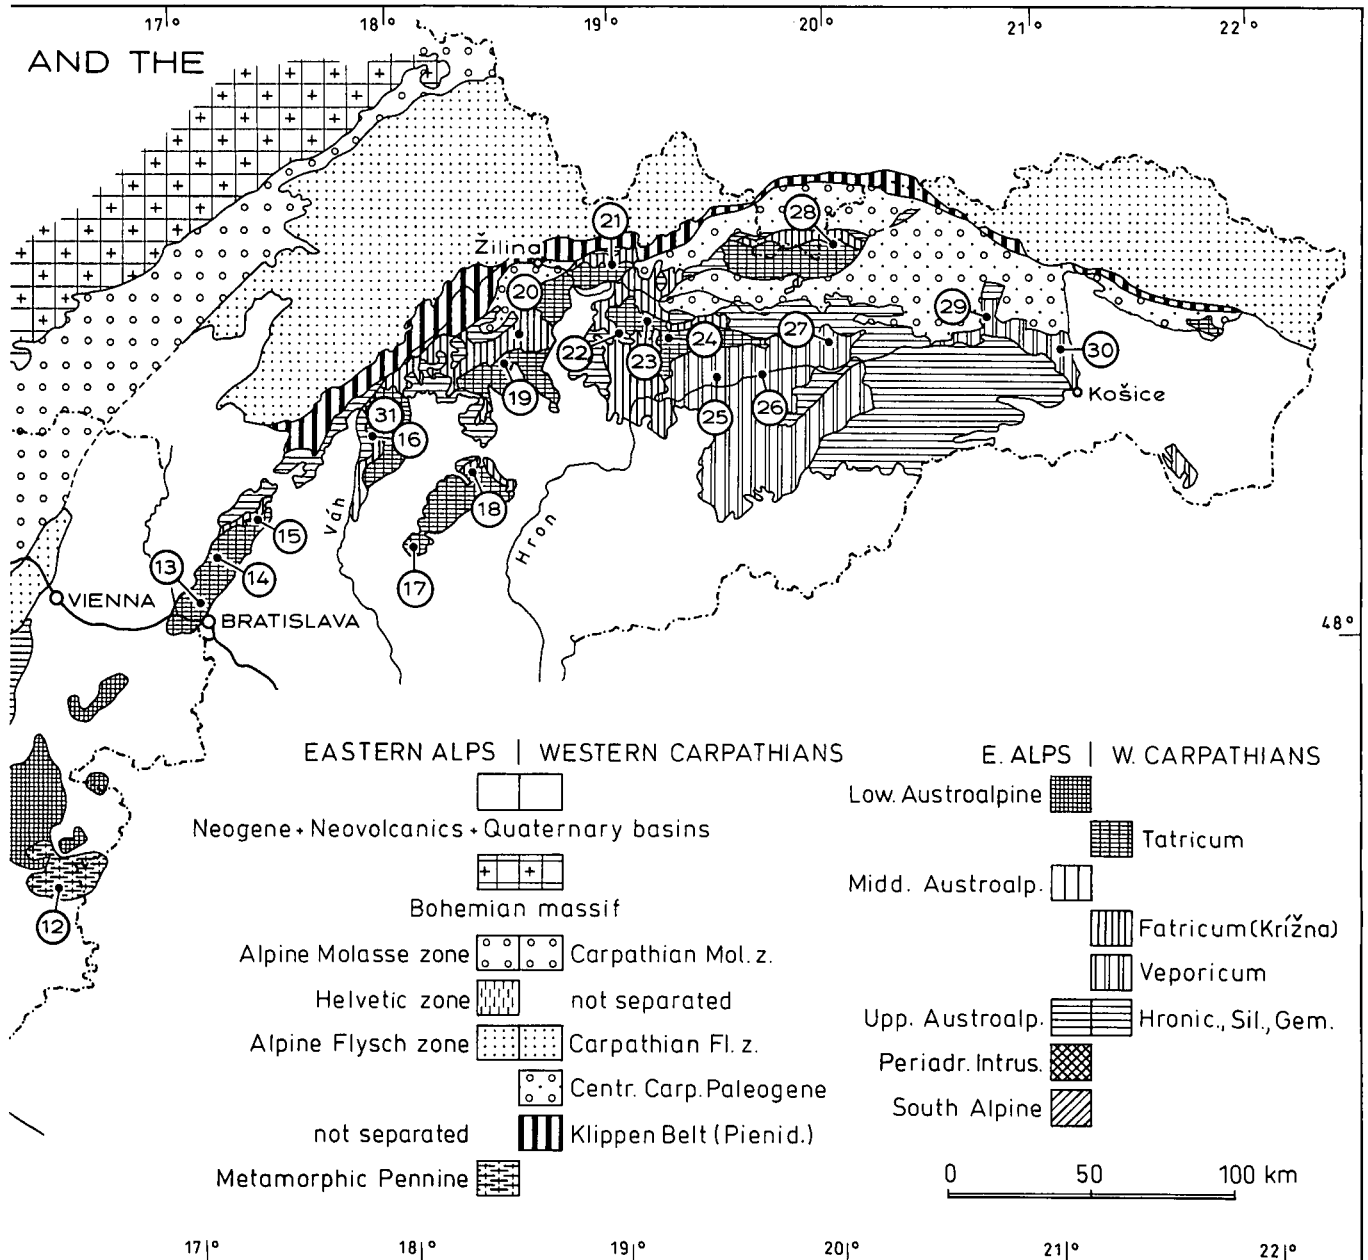 17° 18° 19° 20° 21° 22°
AND THE
28
21
Žilina
20
29
27
22 23 24
30
19
Košice
31
25 26
16
18
15
Váh
Hron
13
14
17
VIENNA
BRATISLAVA
48°
12
EASTERN ALPS | WESTERN CARPATHIANS
Neogene + Neovolcanics + Quaternary basins
Bohemian massif
Alpine Molasse zone Carpathian Mol. z.
Helvetic zone not separated
Alpine Flysch zone Carpathian Fl. z.
Centr. Carp. Paleogene
not separated Klippen Belt (Pienid.)
Metamorphic Pennine
E. ALPS | W. CARPATHIANS
Low. Austroalpine
Tatricum
Midd. Austroalp.
Fatricum (Krížna)
Veporicum
Upp. Austroalp. Hronic., Sil., Gem.
Periadr. Intrus.
South Alpine
0 50 100 km
17° 18° 19° 20° 21° 22°